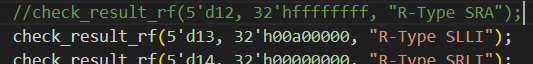 //check_result_rf(5'd12, 32'hffffffff, "R-Type SRA");
check_result_rf(5'd13, 32'h00a00000, "R-Type SLLI");
check_result_rf(5'd14, 32'h00000000, "R-Type SRLI");